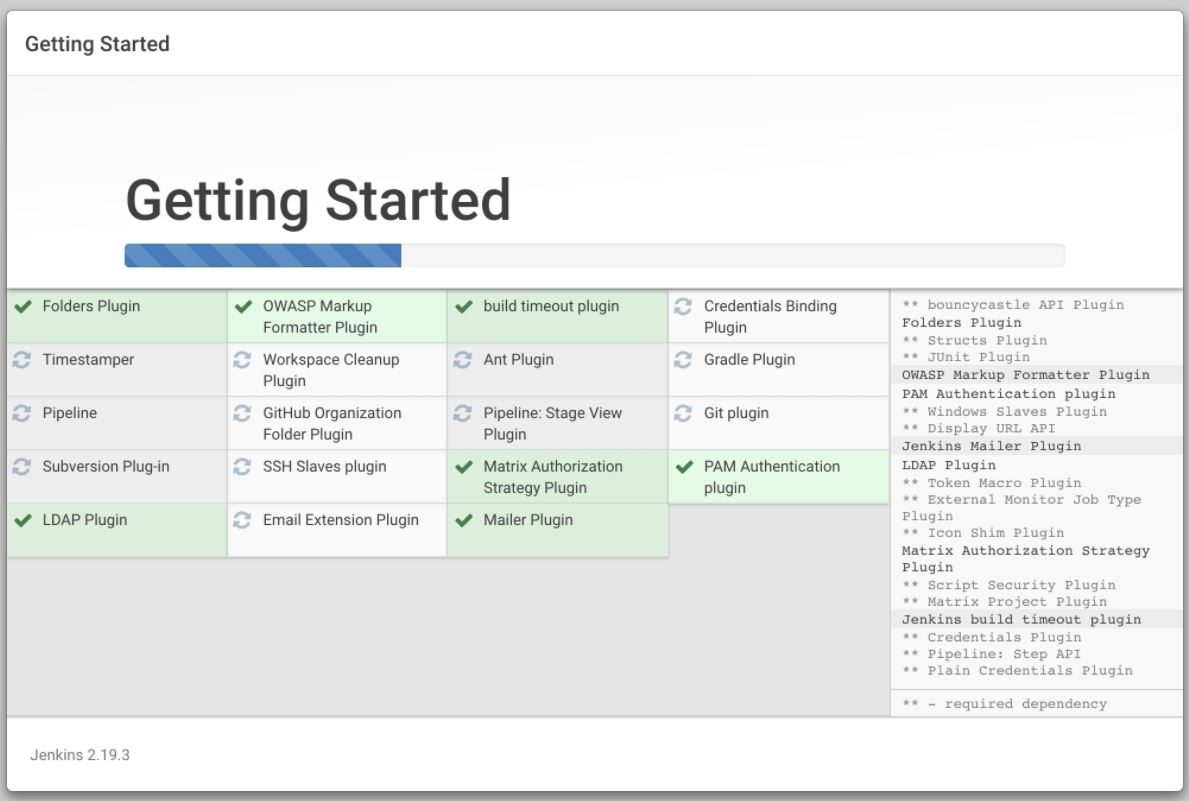 Getting Started
Getting Started
Folders Plugin
OWASP Markup
Formatter Plugin
build timeout plugin
Credentials Binding
Plugin
Timestamper
Workspace Cleanup
Plugin
Ant Plugin
Gradle Plugin
Pipeline
GitHub Organization
Folder Plugin
Pipeline: Stage View
Plugin
Git plugin
Subversion Plug-in
SSH Slaves plugin
Matrix Authorization
Strategy Plugin
PAM Authentication
plugin
LDAP Plugin
Email Extension Plugin
Mailer Plugin
** bouncycastle API Plugin
Folders Plugin
** Structs Plugin
** JUnit Plugin
OWASP Markup Formatter Plugin
PAM Authentication plugin
** Windows Slaves Plugin
** Display URL API
Jenkins Mailer Plugin
LDAP Plugin
** Token Macro Plugin
** External Monitor Job Type
Plugin
** Icon Shim Plugin
Matrix Authorization Strategy
Plugin
** Script Security Plugin
** Matrix Project Plugin
Jenkins build timeout plugin
** Credentials Plugin
** Pipeline: Step API
** Plain Credentials Plugin
** - required dependency
Jenkins 2.19.3